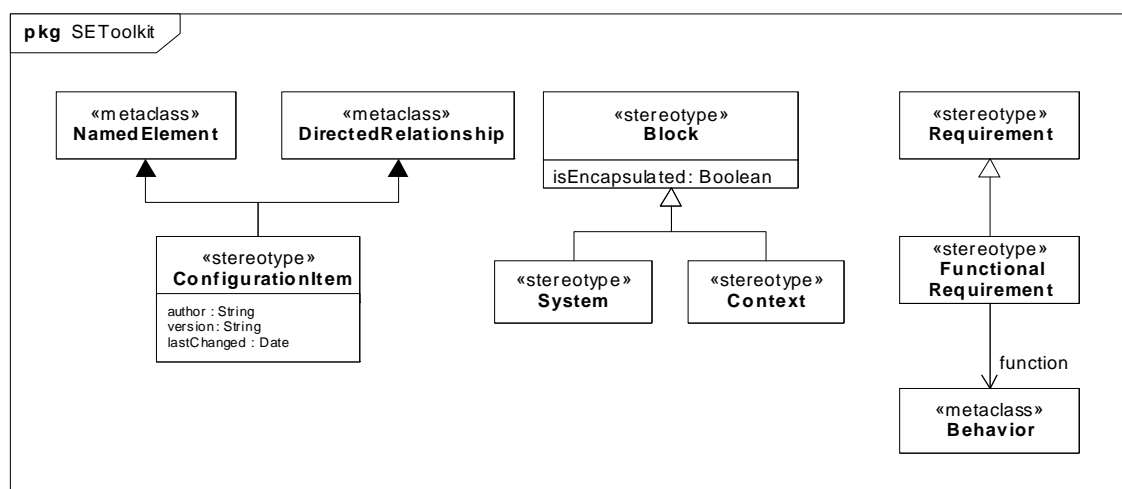 pkg SEToolkit
«metaclass»
NamedElement
«metaclass»
DirectedRelationship
«stereotype»
Block
isEncapsulated: Boolean
«stereotype»
Requirement
«stereotype»
ConfigurationItem
author : String
version: String
lastChanged : Date
«stereotype»
System
«stereotype»
Context
«stereotype»
Functional
Requirement
function
«metaclass»
Behavior